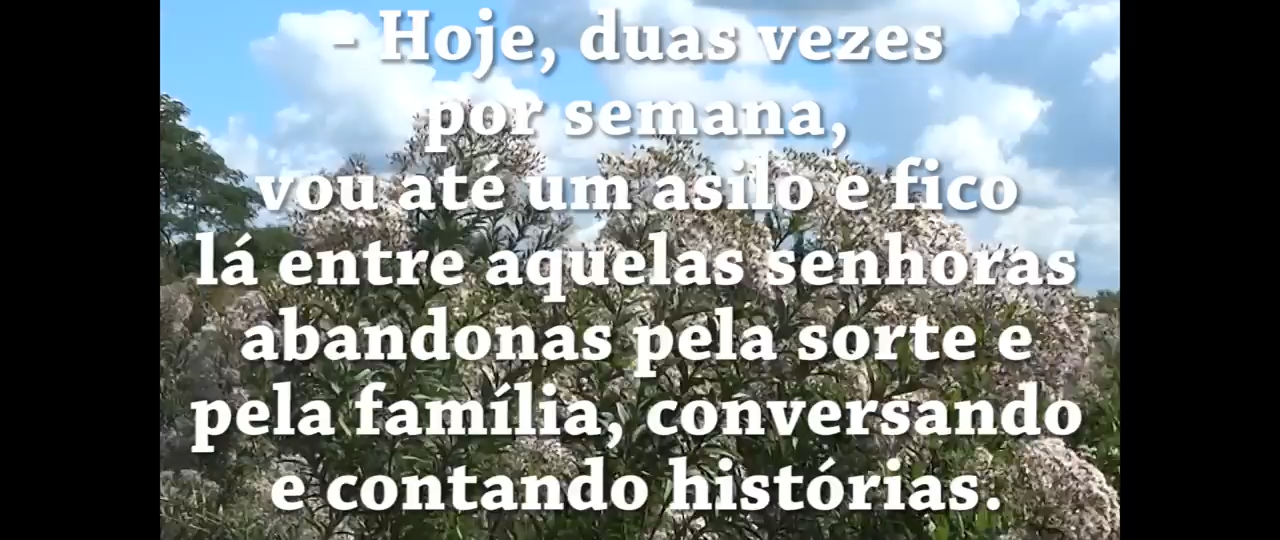 - Hoje, duas vezes
por semana,
vou até um asilo e fico
lá entre aquelas senhoras
abandonas pela sorte e
pela família, conversando
e contando histórias.